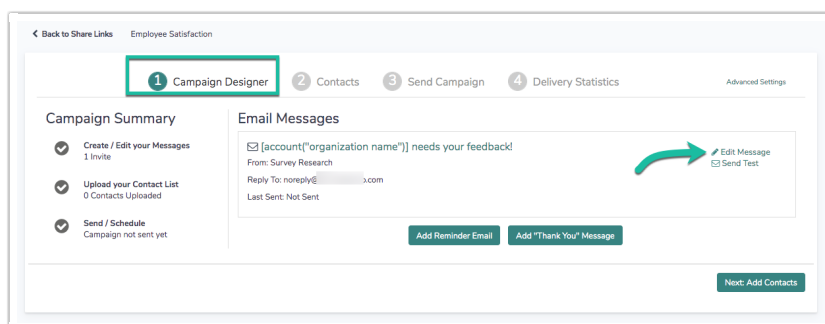 Back to Share Links Employee Satisfaction
1 Campaign Designer 2 Contacts 3 Send Campaign 4 Delivery Statistics Advanced Settings
Campaign Summary
Create / Edit your Messages
1 Invite
Upload your Contact List
0 Contacts Uploaded
Send / Schedule
Campaign not sent yet
Email Messages
[account("organization name")] needs your feedback!
From: Survey Research
Reply To: noreply@ .com
Last Sent: Not Sent
Edit Message
Send Test
Add Reminder Email Add "Thank You" Message
Next: Add Contacts